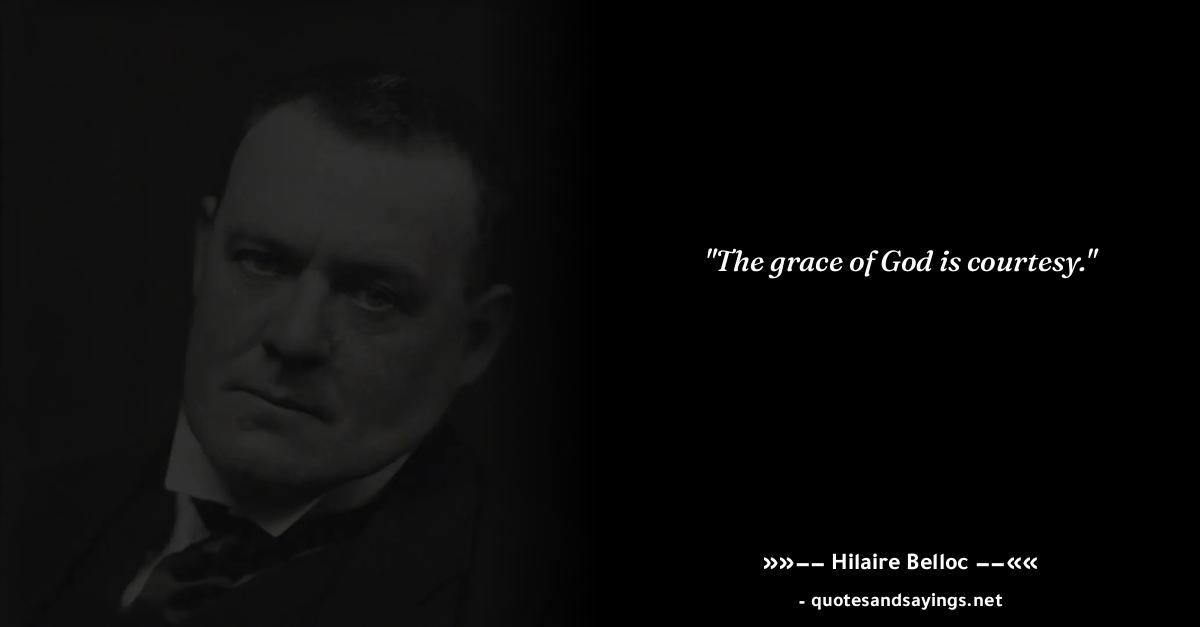 "The grace of God is courtesy."
»»−− Hilaire Belloc −−««
- quotesandsayings.net